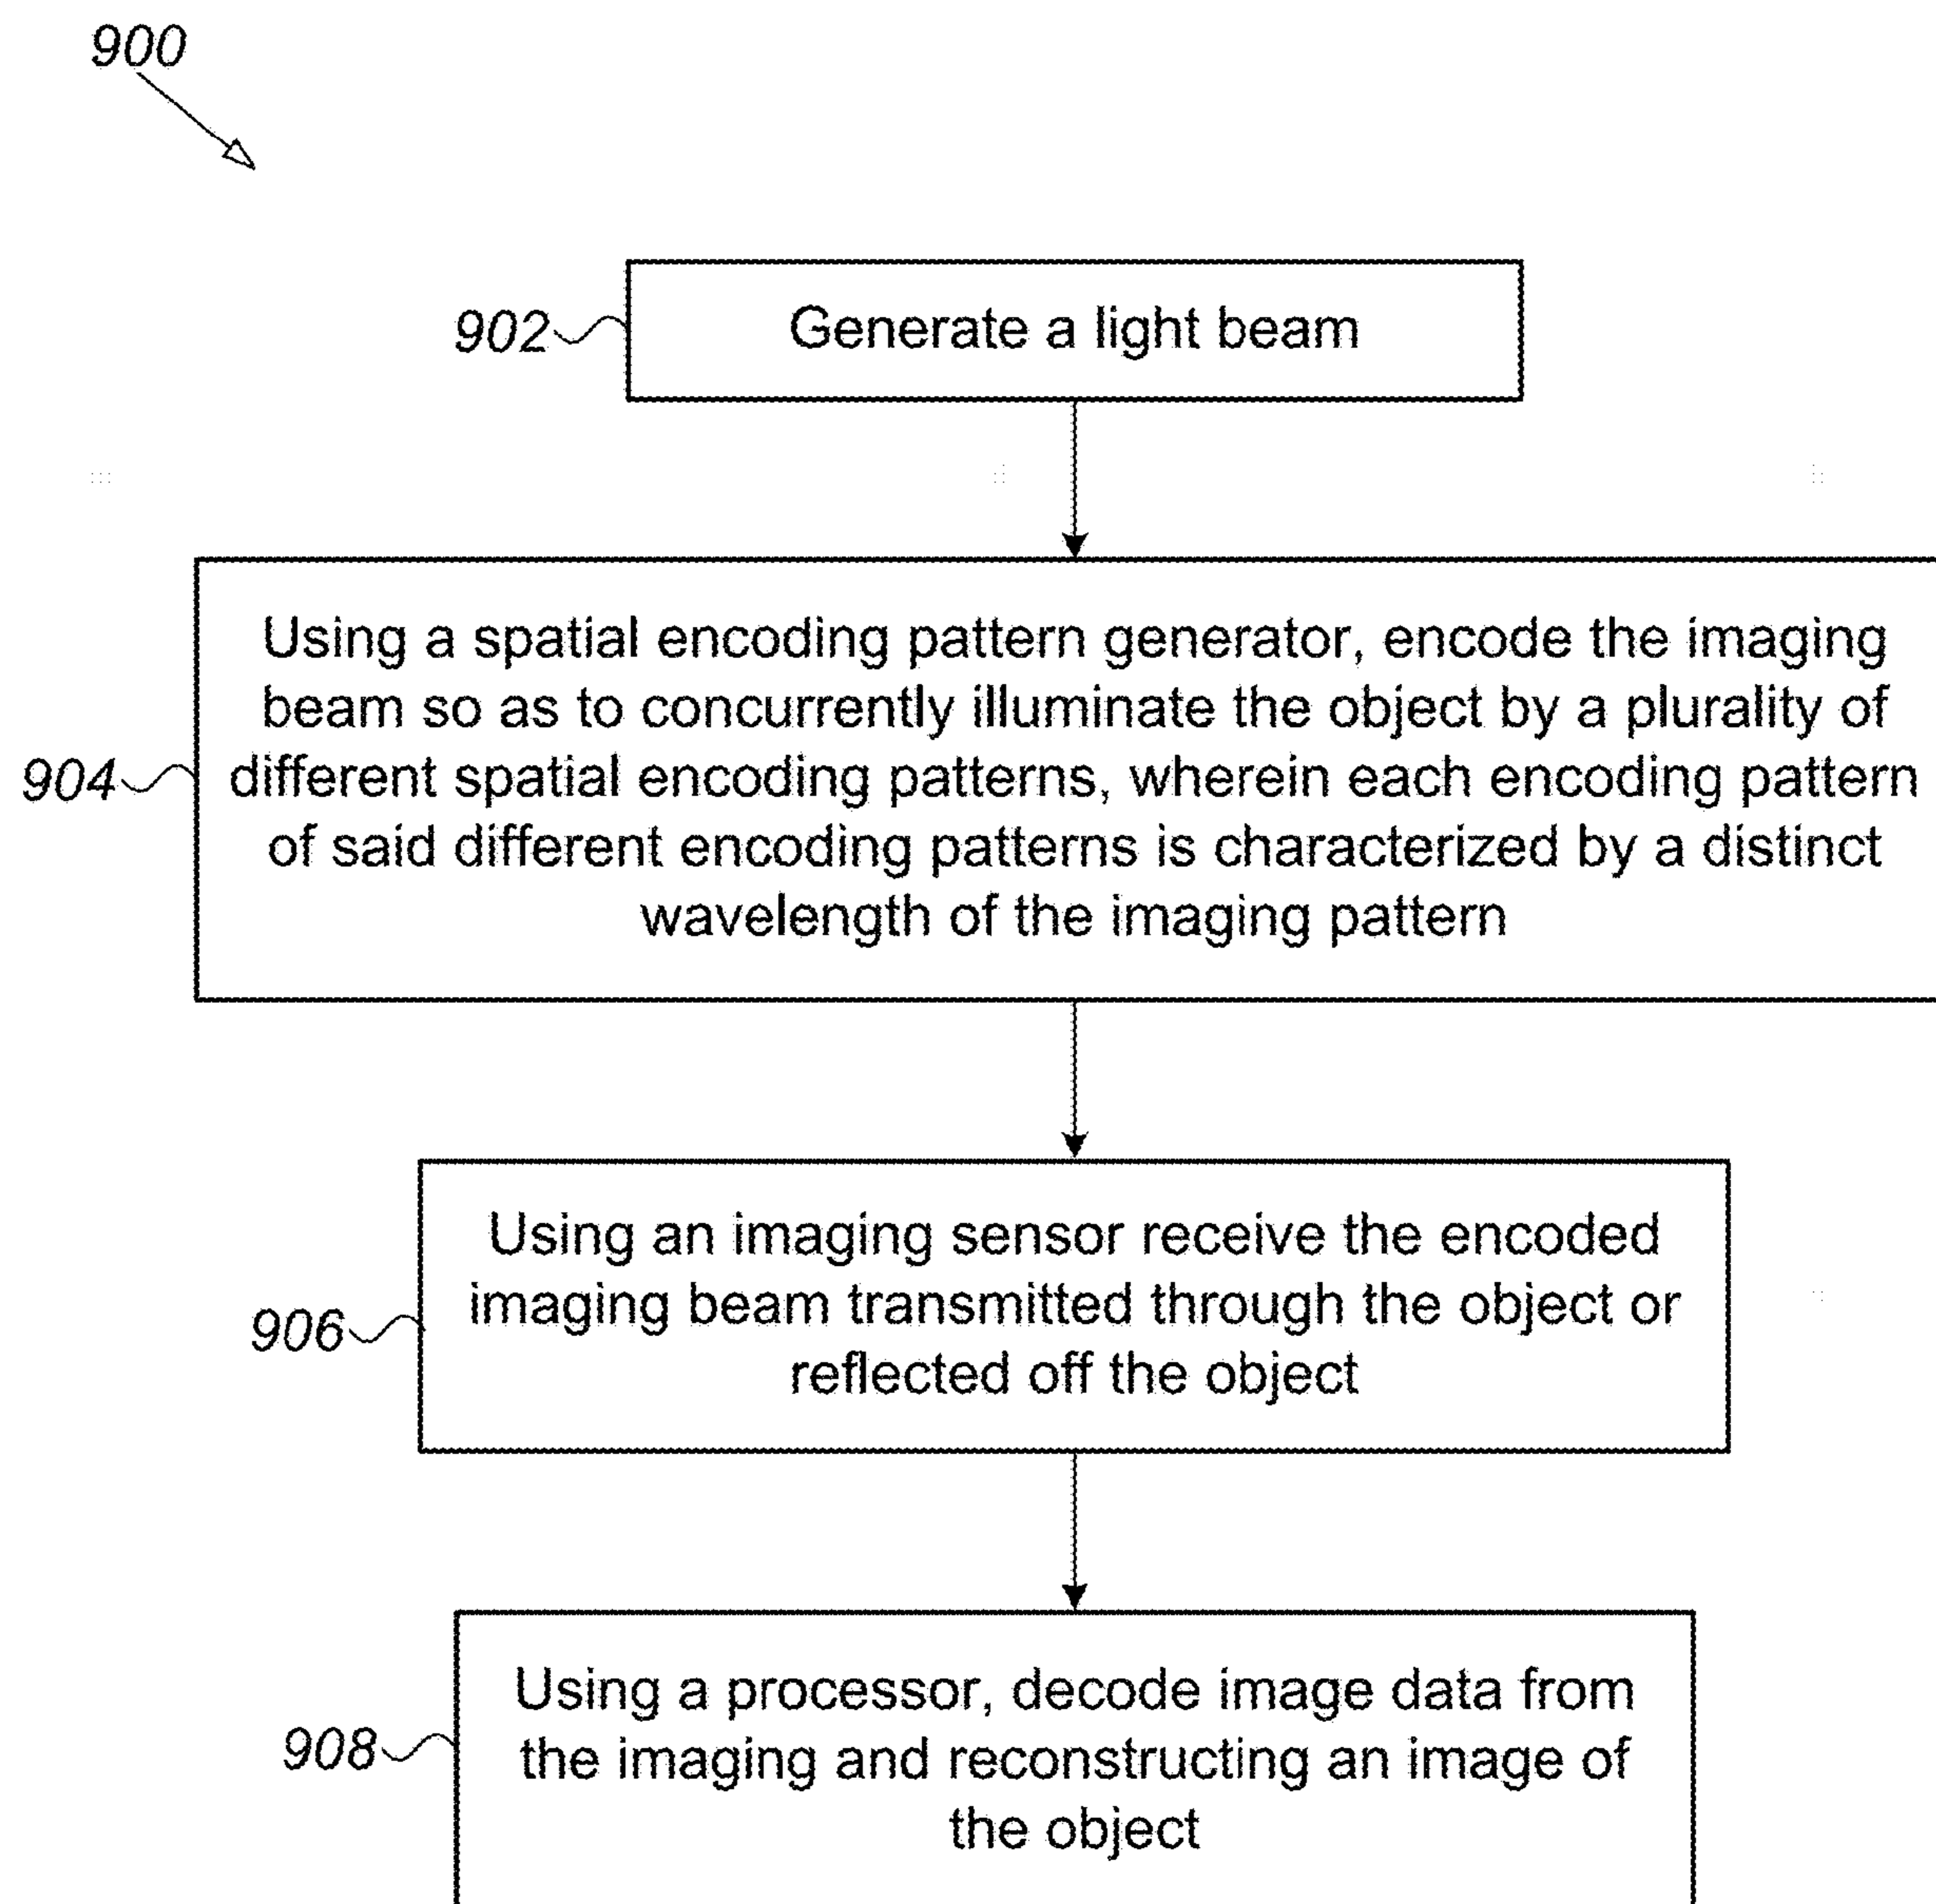 900
902
Generate a light beam
904
Using a spatial encoding pattern generator, encode the imaging
beam so as to concurrently illuminate the object by a plurality of
different spatial encoding patterns, wherein each encoding pattern
of said different encoding patterns is characterized by a distinct
wavelength of the imaging pattern
906
Using an imaging sensor receive the encoded
imaging beam transmitted through the object or
reflected off the object
908
Using a processor, decode image data from
the imaging and reconstructing an image of
the object